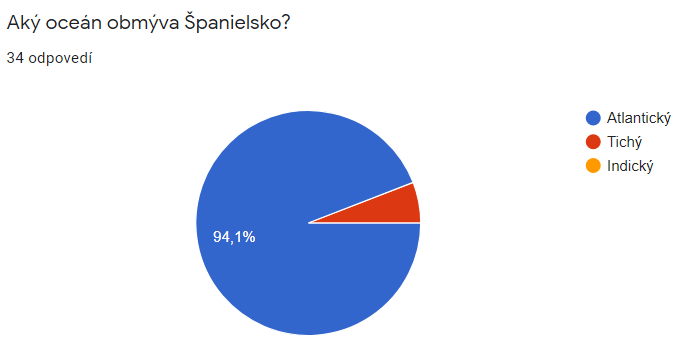 Aký oceán obmýva Španielsko?
34 odpovedí
94,1%
Atlantický
Tichý
Indický